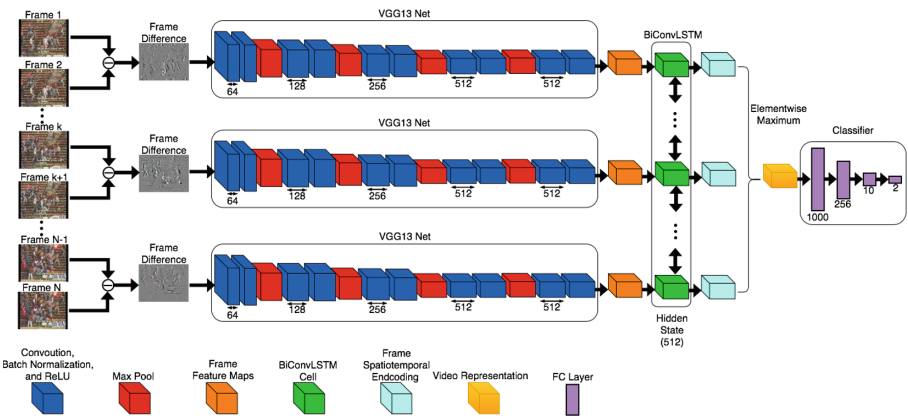 Frame 1
Frame 2
Frame k
Frame k+1
Frame N-1
Frame N
Frame
Difference
VGG13 Net
64
128
256
512
512
Frame
Difference
VGG13 Net
64
128
256
512
512
Frame
Difference
VGG13 Net
64
128
256
512
512
BiConvLSTM
Hidden
State
(512)
Elementwise
Maximum
Classifier
1000
256
10
2
Convoution,
Batch Normalization,
and ReLU
Max Pool
Frame
Feature Maps
BiConvLSTM
Cell
Frame
Spatiotemporal
Endcoding
Video Representation
FC Layer